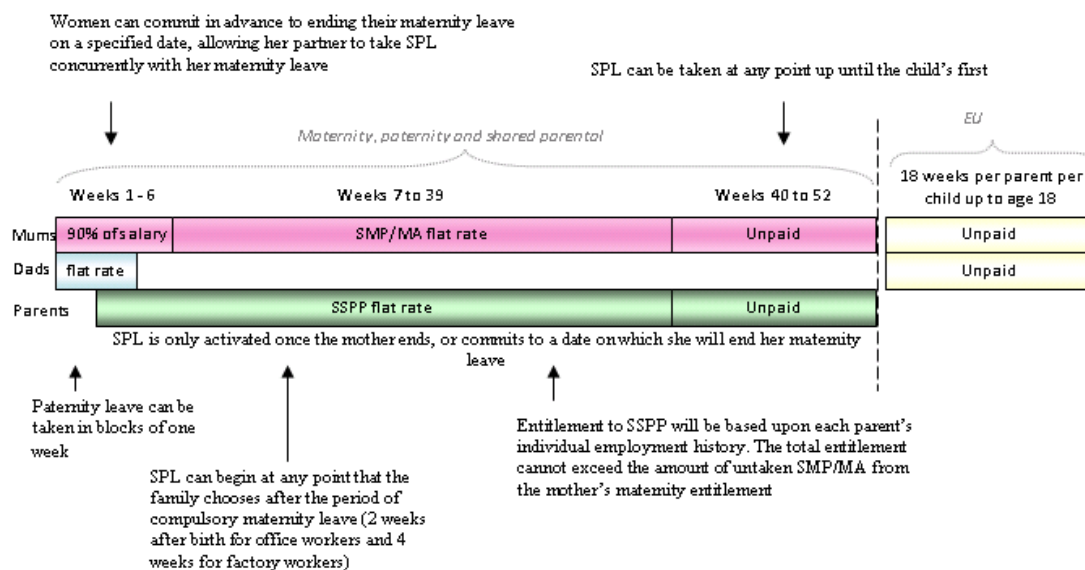 Women can commit in advance to ending their maternity leave
on a specified date, allowing her partner to take SPL
concurrently with her maternity leave
SPL can be taken at any point up until the child's first
Maternity, paternity and shared parental
EU
Weeks 1 - 6
Weeks 7 to 39
Weeks 40 to 52
18 weeks per parent per
child up to age 18
Mums
90% of salary
SMP/MA flat rate
Unpaid
Unpaid
Dads
flat rate
Unpaid
Parents
SSPP flat rate
Unpaid
SPL is only activated once the mother ends, or commits to a date on which she will end her maternity
leave
Paternity leave can be
taken in blocks of one
week
SPL can begin at any point that the
family chooses after the period of
compulsory maternity leave (2 weeks
after birth for office workers and 4
weeks for factory workers)
Entitlement to SSPP will be based upon each parent's
individual employment history. The total entitlement
cannot exceed the amount of untaken SMP/MA from
the mother's maternity entitlement